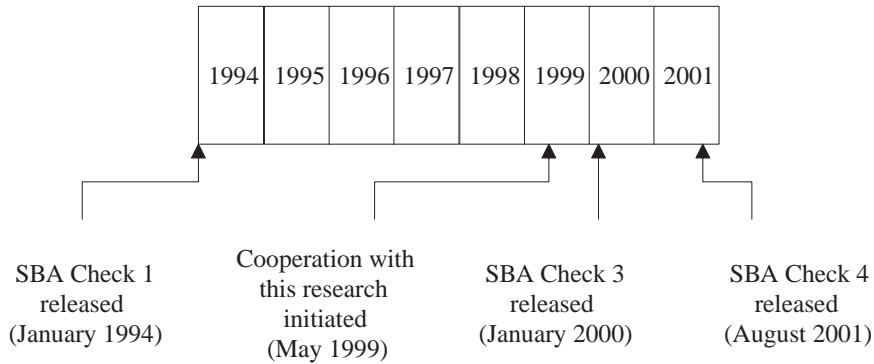 1994 1995 1996 1997 1998 1999 2000 2001
SBA Check 1
released
(January 1994)
Cooperation with
this research
initiated
(May 1999)
SBA Check 3
released
(January 2000)
SBA Check 4
released
(August 2001)